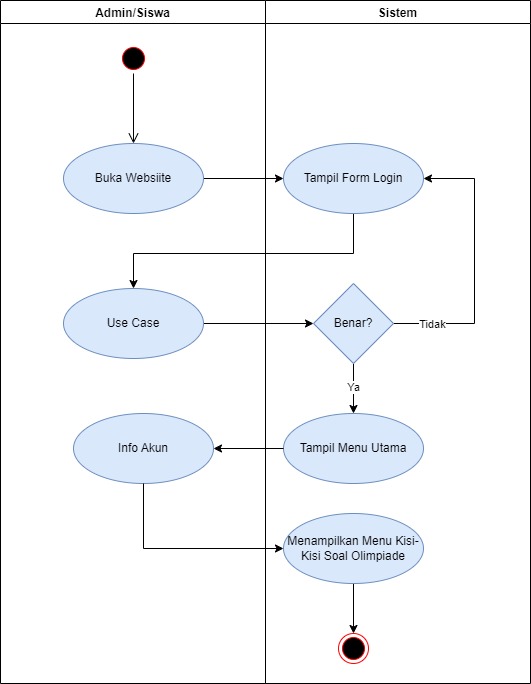 Admin/Siswa
Sistem
Buka Websiite
Tampil Form Login
Use Case
Benar?
Tidak
Ya
Info Akun
Tampil Menu Utama
Menampilkan Menu Kisi-
Kisi Soal Olimpiade